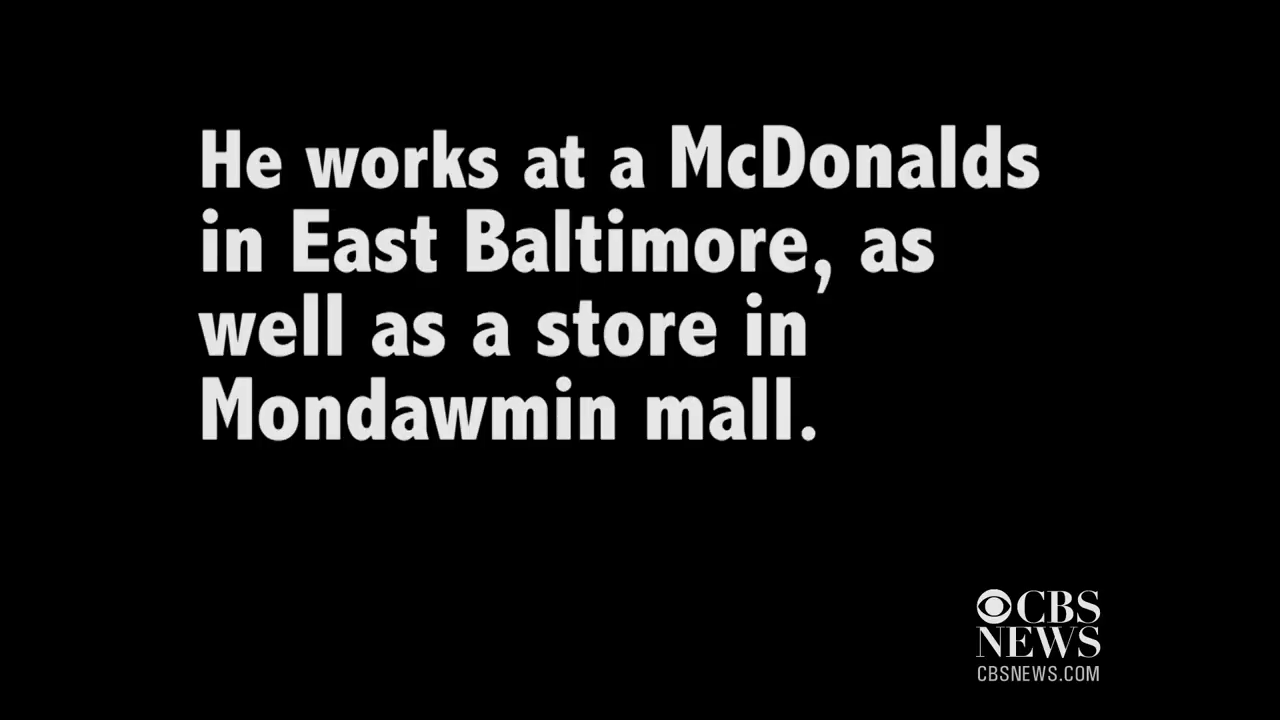 He works at a McDonalds
in East Baltimore, as
well as a store in
Mondawmin mall.
CBS
NEWS
CBSNEWS.COM